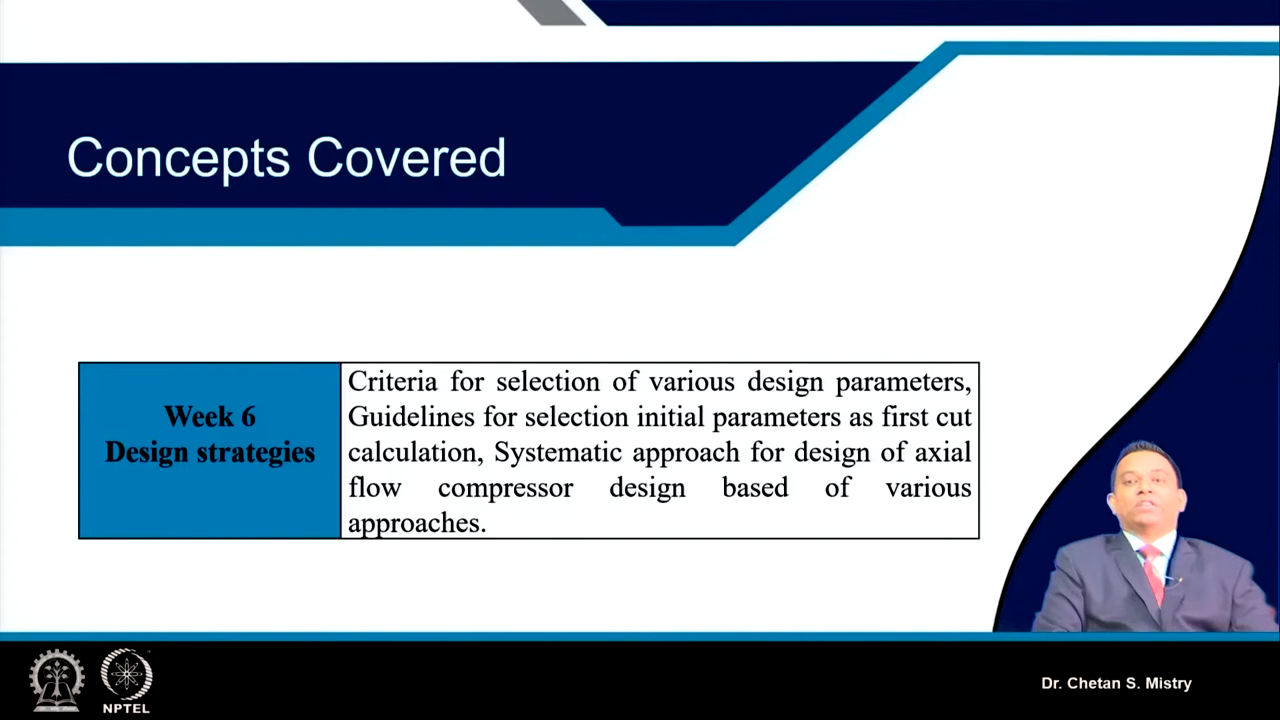 Concepts Covered
Week 6
Design strategies
Criteria for selection of various design parameters,
Guidelines for selection initial parameters as first cut
calculation, Systematic approach for design of axial
flow compressor design based of various
approaches.
NPTEL
Dr. Chetan S. Mistry